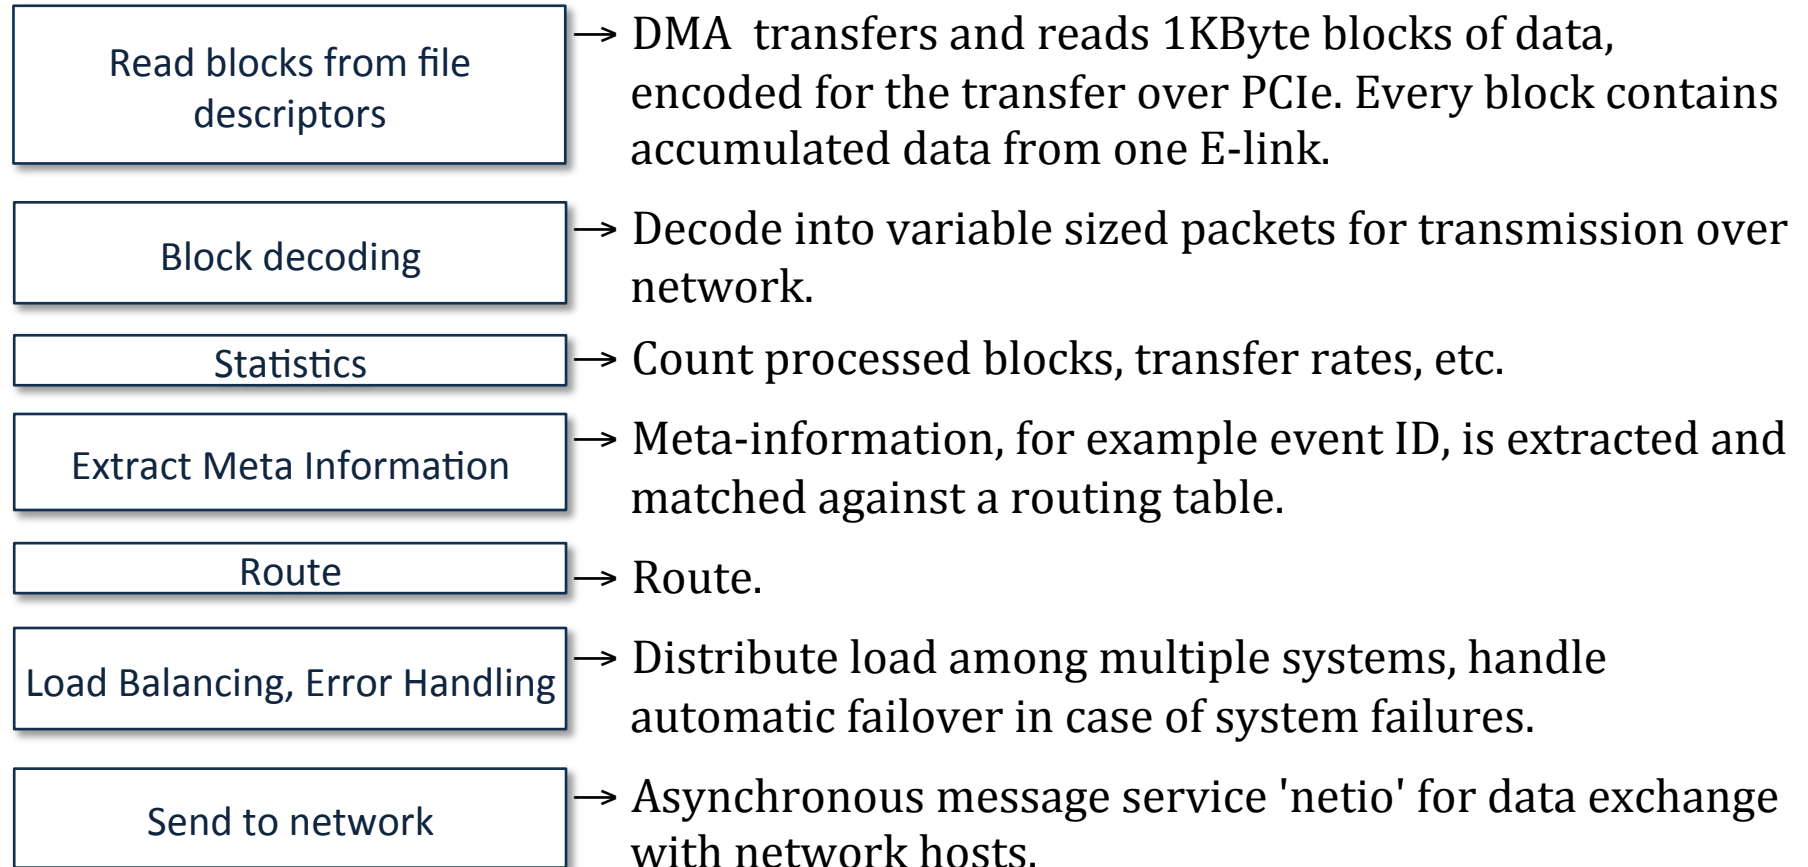 Read blocks from file
descriptors
→ DMA  transfers and reads 1KByte blocks of data,
encoded for the transfer over PCIe. Every block contains
accumulated data from one E-link.
Block decoding
→ Decode into variable sized packets for transmission over
network.
Statistics
→ Count processed blocks, transfer rates, etc.
Extract Meta Information
→ Meta-information, for example event ID, is extracted and
matched against a routing table.
Route
→ Route.
Load Balancing, Error Handling
→ Distribute load among multiple systems, handle
automatic failover in case of system failures.
Send to network
→ Asynchronous message service 'netio' for data exchange
with network hosts.